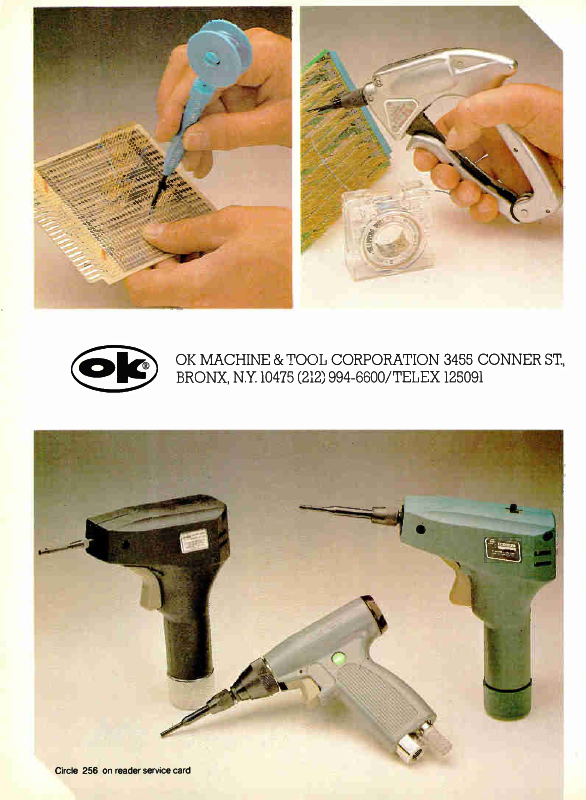 ok®
OK MACHINE & TOOL CORPORATION 3455 CONNER ST.,
BRONX, N.Y. 10475 (212) 994-6600/TELEX 125091
Circle 256 on reader service card